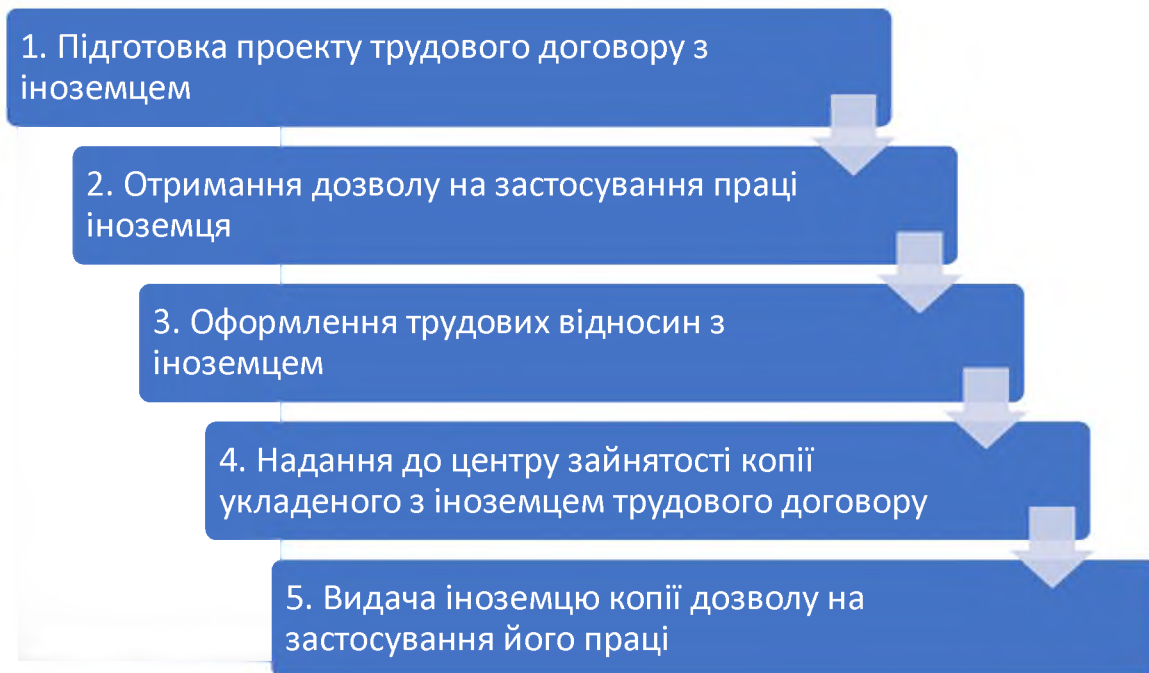 1. Підготовка проекту трудового договору з
іноземцем
2. Отримання дозволу на застосування праці
іноземця
3. Оформлення трудових відносин з
іноземцем
4. Надання до центру зайнятості копії
укладеного з іноземцем трудового договору
5. Видача іноземцю копії дозволу на
застосування його праці